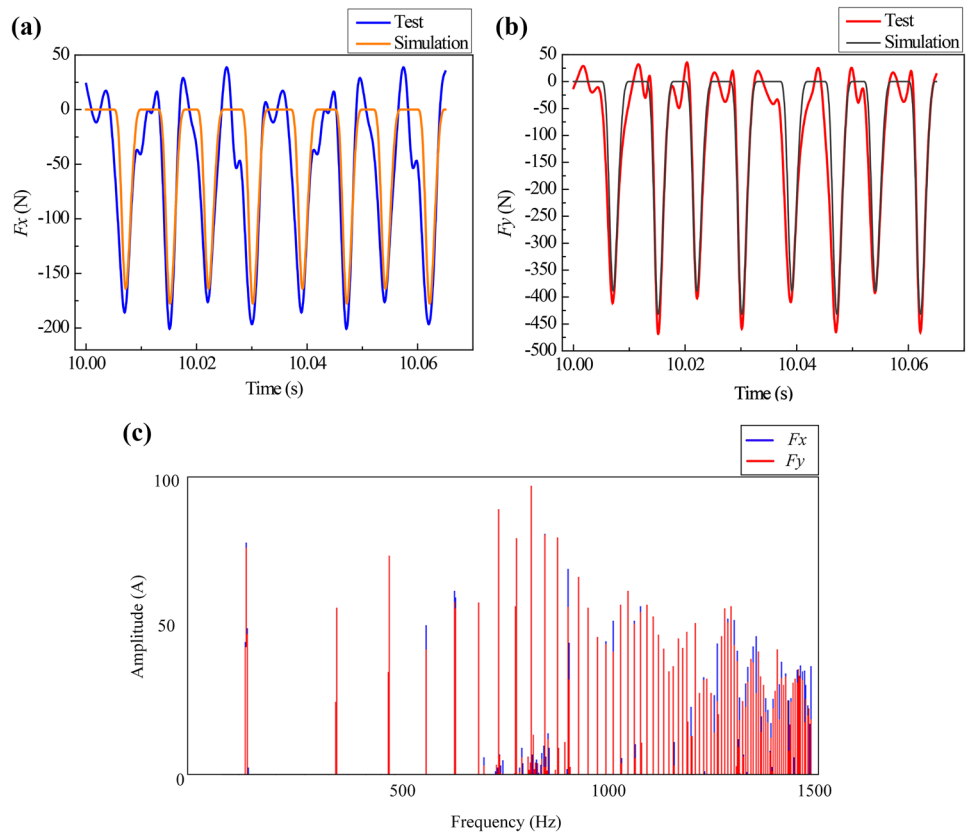 (a)
Test
Simulation
50
0
-50
-100
-150
-200
Fx (N)
10.00 10.02 10.04 10.06
Time (s)
(b)
Test
Simulation
50
0
-50
-100
-150
-200
-250
-300
-350
-400
-450
-500
Fy (N)
10.00 10.02 10.04 10.06
Time (s)
(c)
Fx
Fy
100
50
0
Amplitude (A)
500 1000 1500
Frequency (Hz)